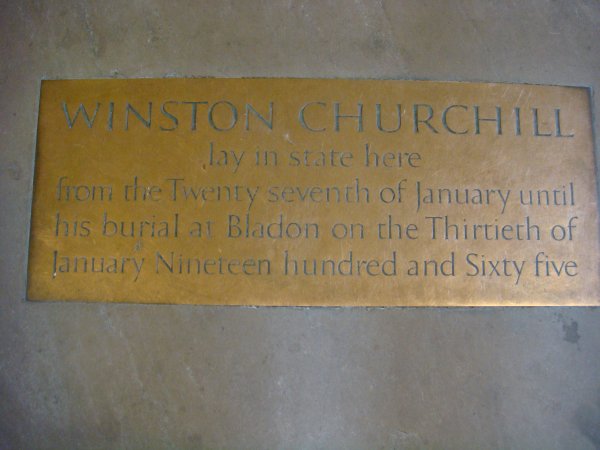 WINSTON CHURCHILL
lay in state here
from the Twenty seventh of January until
his burial at Bladon on the Thirtieth of
January Nineteen hundred and Sixty five